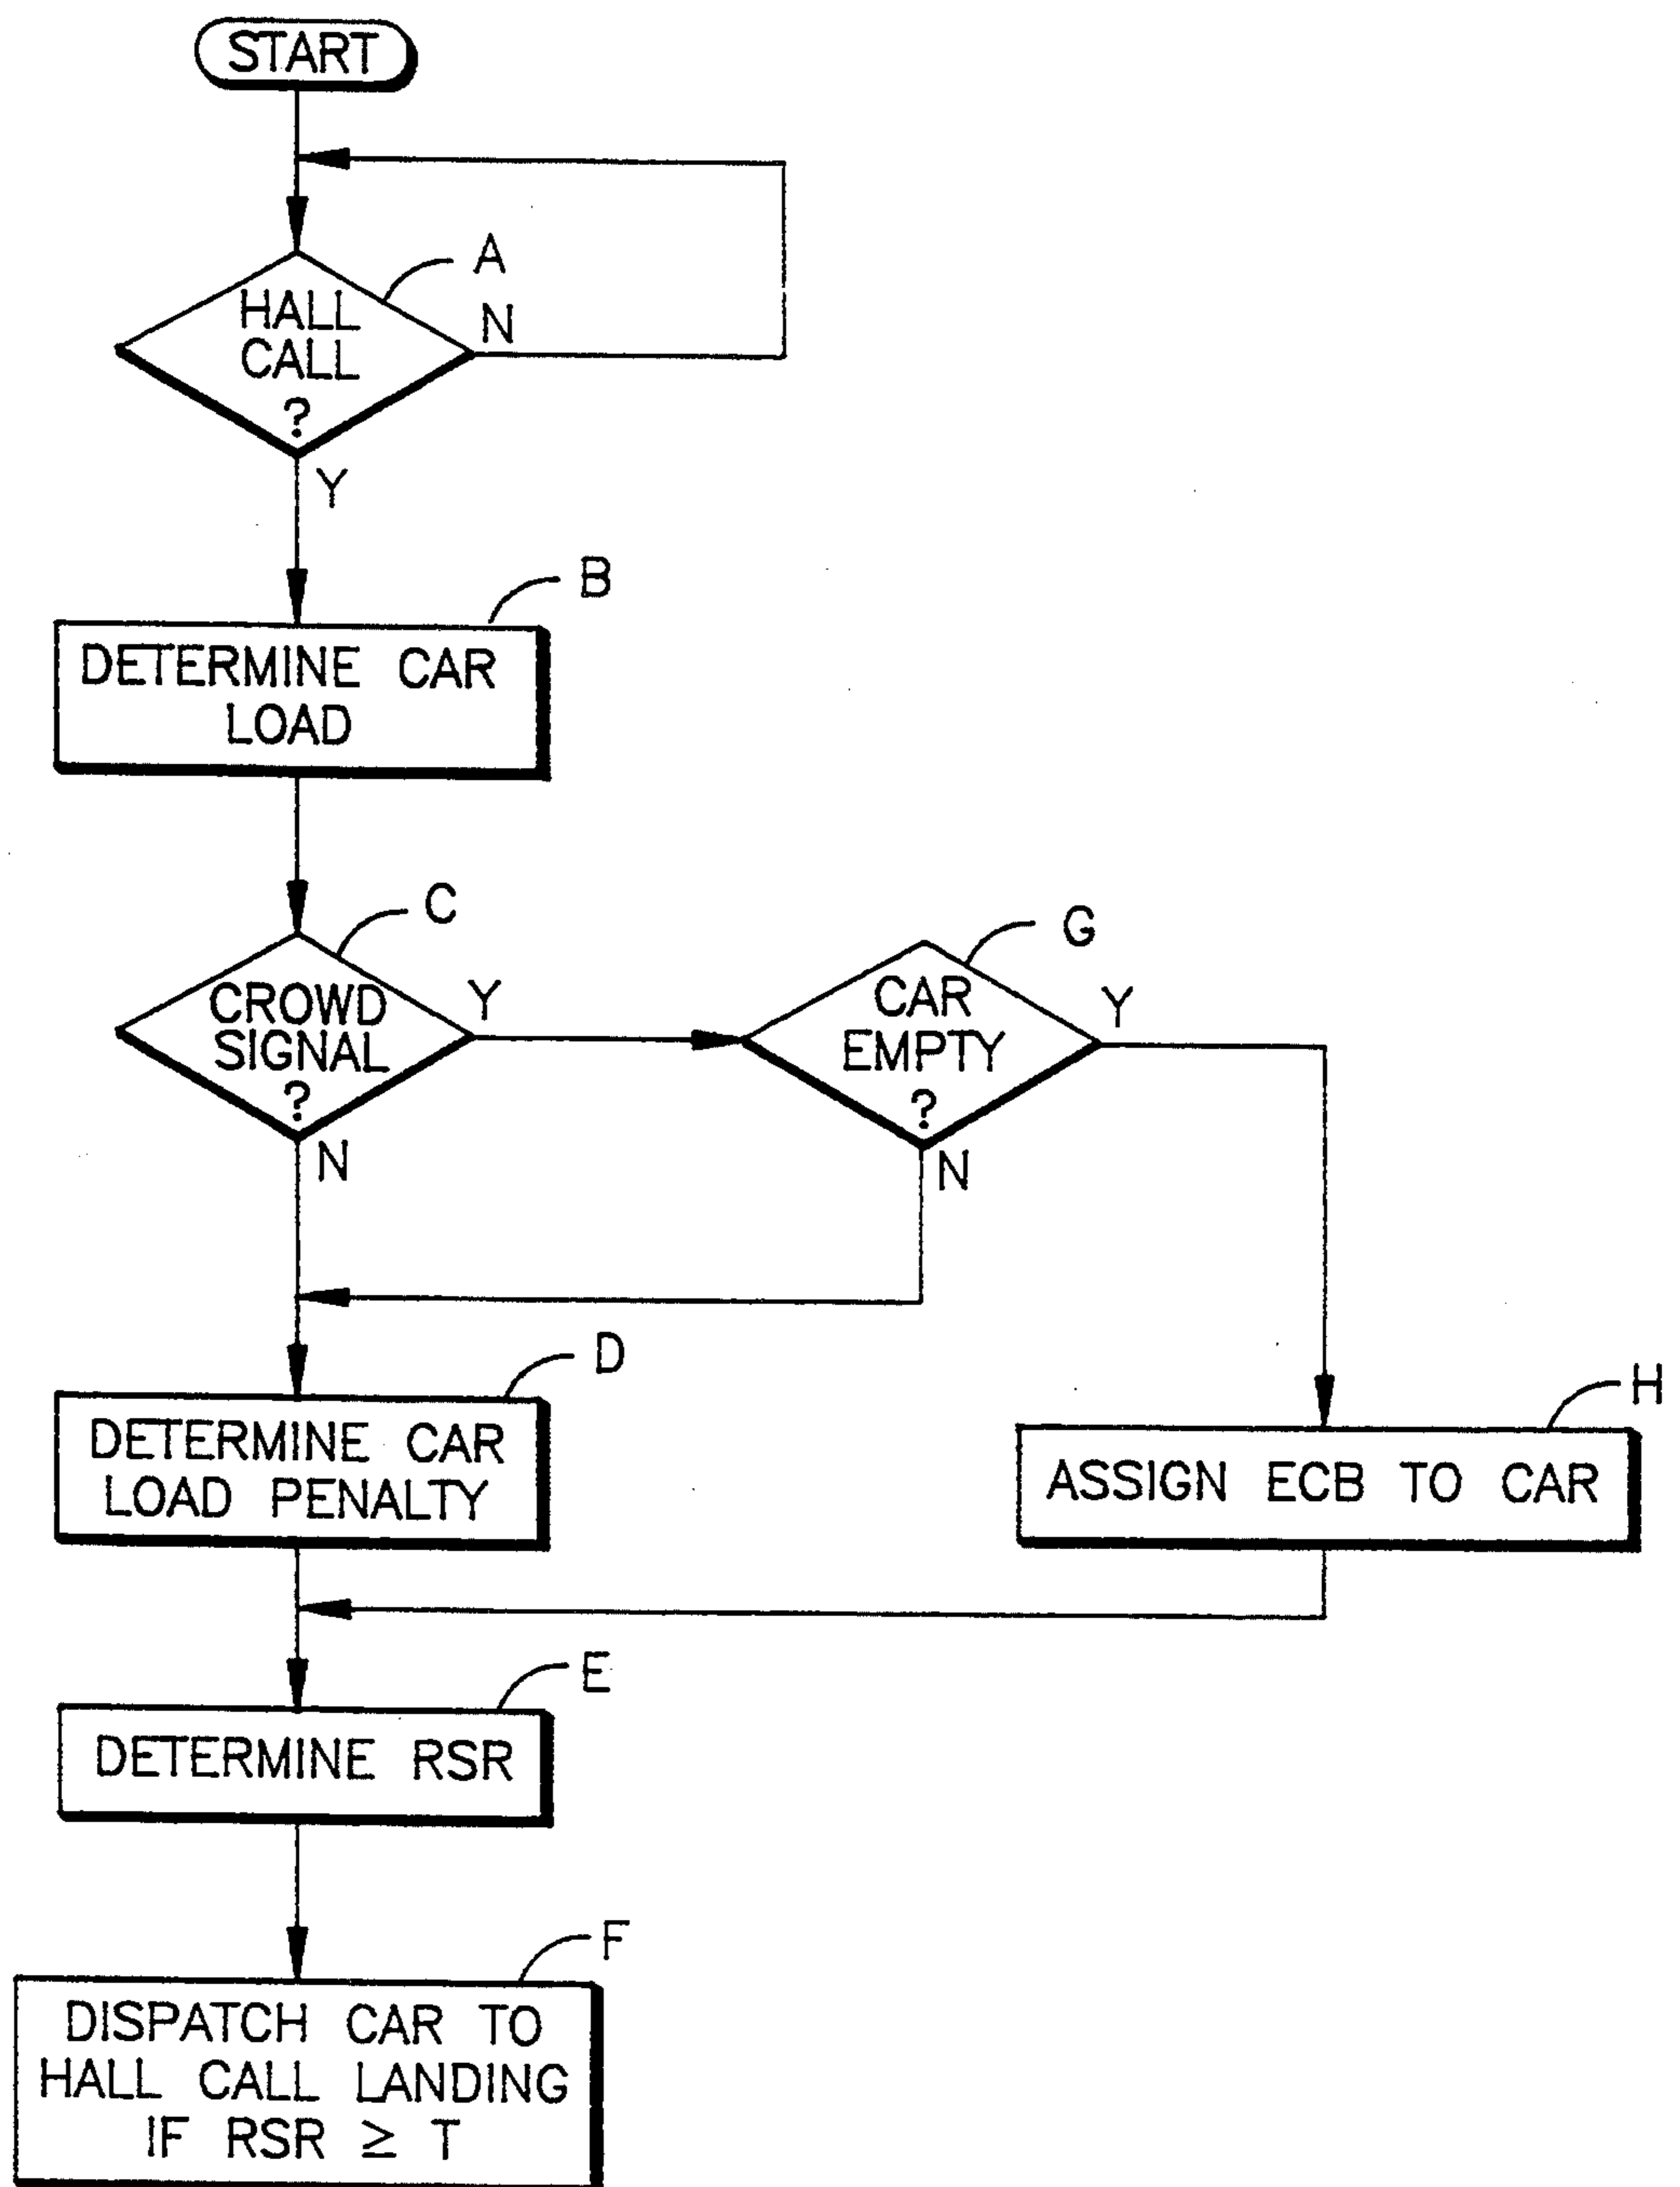 START
A
HALL
CALL
?
N
Y
B
DETERMINE CAR
LOAD
C
CROWD
SIGNAL
?
Y
N
G
CAR
EMPTY
?
Y
N
D
DETERMINE CAR
LOAD PENALTY
H
ASSIGN ECB TO CAR
E
DETERMINE RSR
F
DISPATCH CAR TO
HALL CALL LANDING
IF RSR ≥ T